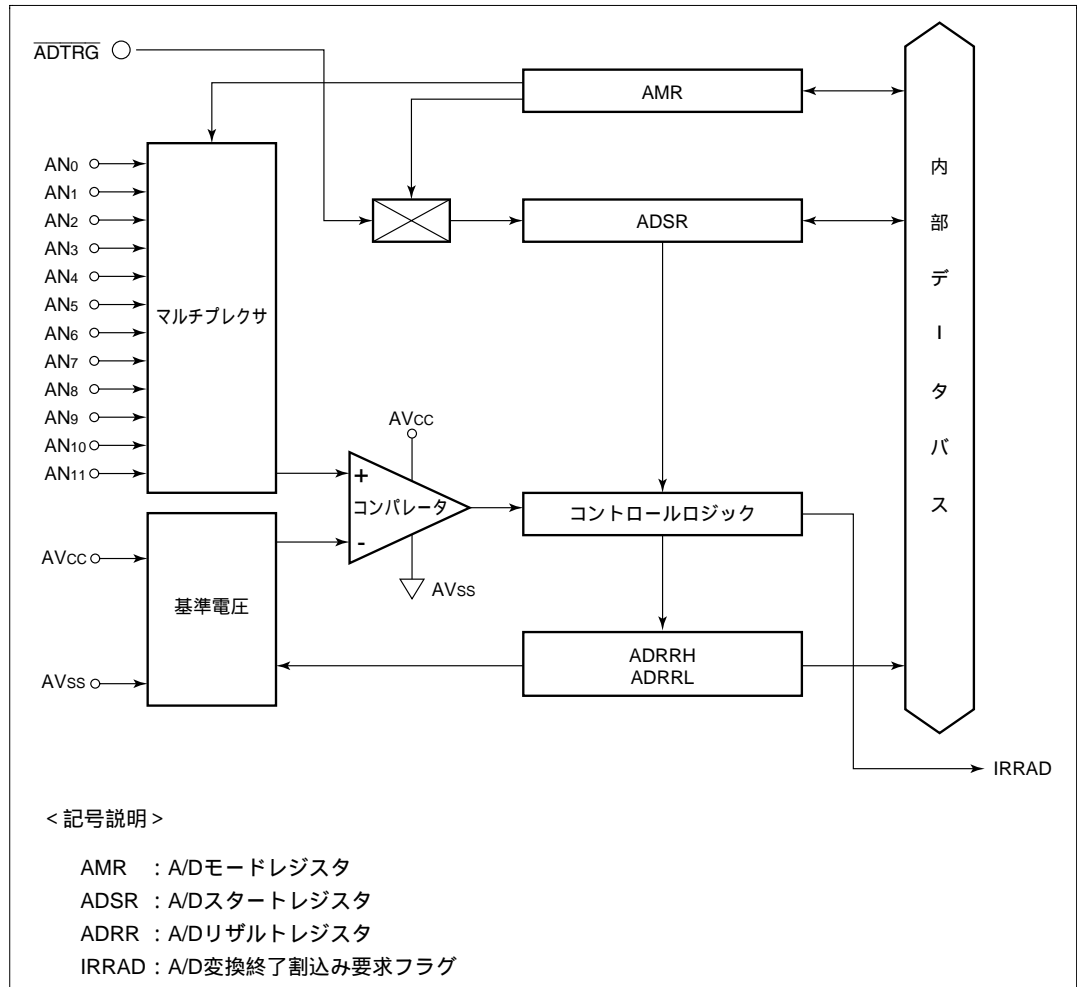 ADTRG
AMR
AN0
AN1
AN2
AN3
AN4
AN5
AN6
AN7
AN8
AN9
AN10
AN11
マルチプレクサ
ADSR
内部データバス
AVCC
+
コンパレータ
-
AVSS
コントロールロジック
AVCC
基準電圧
AVSS
ADRRH
ADRRL
IRRAD
<記号説明>
AMR :A/Dモードレジスタ
ADSR :A/Dスタートレジスタ
ADRR :A/Dリザルトレジスタ
IRRAD:A/D変換終了割込み要求フラグ